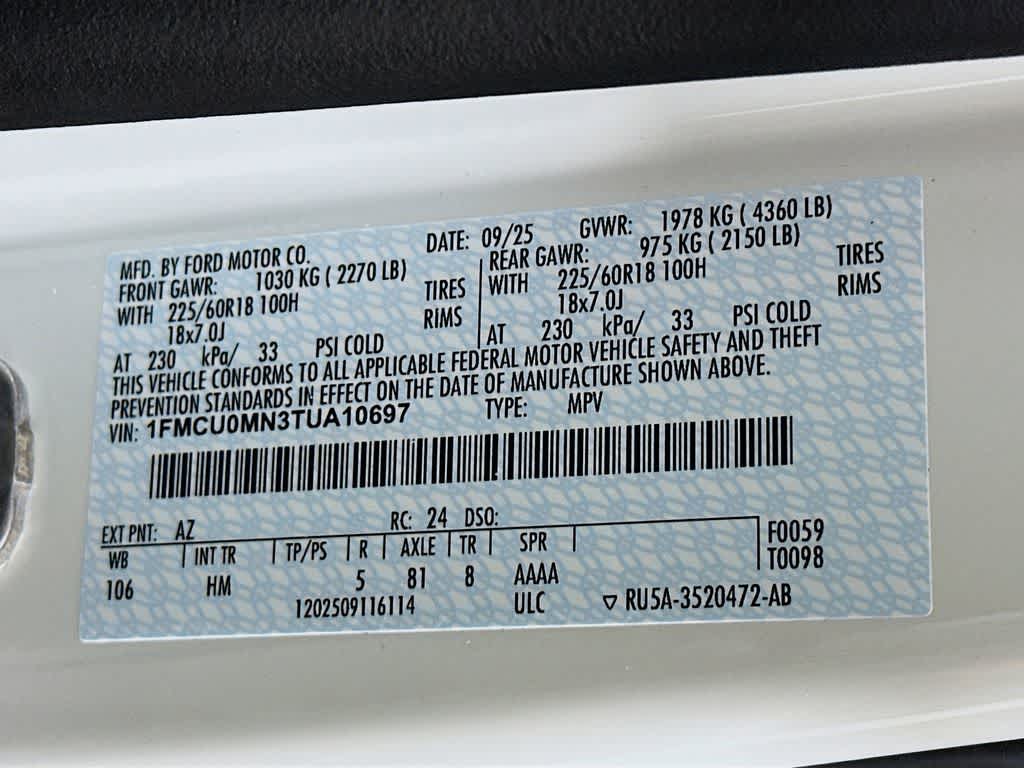 MFD. BY FORD MOTOR CO. DATE: 09/25 GVWR: 1978 KG ( 4360 LB)
FRONT GAWR: 1030 KG ( 2270 LB) REAR GAWR: 975 KG ( 2150 LB)
WITH 225/60R18 100H TIRES WITH 225/60R18 100H TIRES
18x7.0J RIMS 18x7.0J RIMS
AT 230 kPa/ 33 PSI COLD AT 230 kPa/ 33 PSI COLD
THIS VEHICLE CONFORMS TO ALL APPLICABLE FEDERAL MOTOR VEHICLE SAFETY AND THEFT
PREVENTION STANDARDS IN EFFECT ON THE DATE OF MANUFACTURE SHOWN ABOVE.
VIN: 1FMCU0MN3TUA10697 TYPE: MPV
EXT PNT: AZ RC: 24 DSO:
WB INT TR TP/PS R AXLE TR SPR F0059
T0098
106 HM 5 81 8 AAAA
1202509116114 ULC ▽ RU5A-3520472-AB